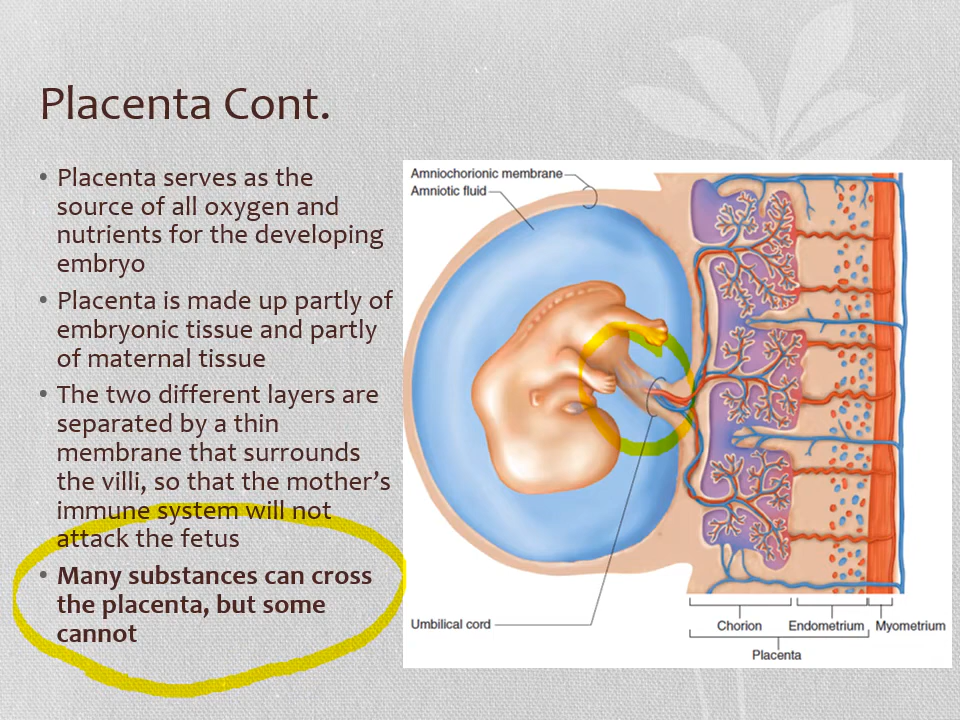 Placenta Cont.
• Placenta serves as the
source of all oxygen and
nutrients for the developing
embryo
• Placenta is made up partly of
embryonic tissue and partly
of maternal tissue
• The two different layers are
separated by a thin
membrane that surrounds
the villi, so that the mother's
immune system will not
attack the fetus
• Many substances can cross
the placenta, but some
cannot
Amniochorionic membrane
Amniotic fluid
Umbilical cord
Chorion
Endometrium
Myometrium
Placenta